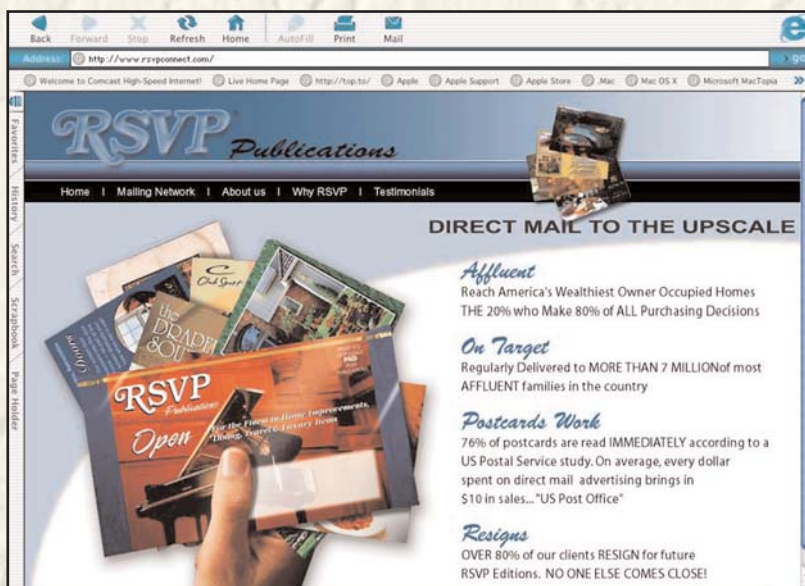 Back Forward Stop Refresh Home AutoFill Print Mail
Address: http://www.rsvpconnect.com/ go
Welcome to Comcast High-Speed Internet! Live Home Page http://top.to/ Apple Apple Support Apple Store .Mac Mac OS X Microsoft MacTopia
Favorites
History
Search
Scrapbook
Page Holder
RSVP Publications
Home I Mailing Network I About us I Why RSVP I Testimonials
DIRECT MAIL TO THE UPSCALE
Club Sport
the
DRAPE
SOU
RSVP
Publications
Open
For the Finest in Home Improvements,
Dining, Travel & Luxury Items
Affluent
Reach America's Wealthiest Owner Occupied Homes
THE 20% who Make 80% of ALL Purchasing Decisions
On Target
Regularly Delivered to MORE THAN 7 MILLIONof most
AFFLUENT families in the country
Postcards Work
76% of postcards are read IMMEDIATELY according to a
US Postal Service study. On average, every dollar
spent on direct mail advertising brings in
$10 in sales..."US Post Office"
Resigns
OVER 80% of our clients RESIGN for future
RSVP Editions. NO ONE ELSE COMES CLOSE!